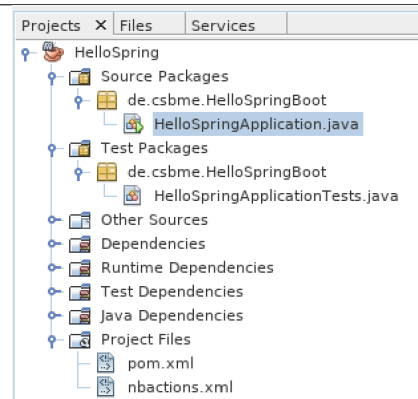 Projects X Files Services
HelloSpring
Source Packages
de.csbme.HelloSpringBoot
HelloSpringApplication.java
Test Packages
de.csbme.HelloSpringBoot
HelloSpringApplicationTests.java
Other Sources
Dependencies
Runtime Dependencies
Test Dependencies
Java Dependencies
Project Files
pom.xml
nbactions.xml